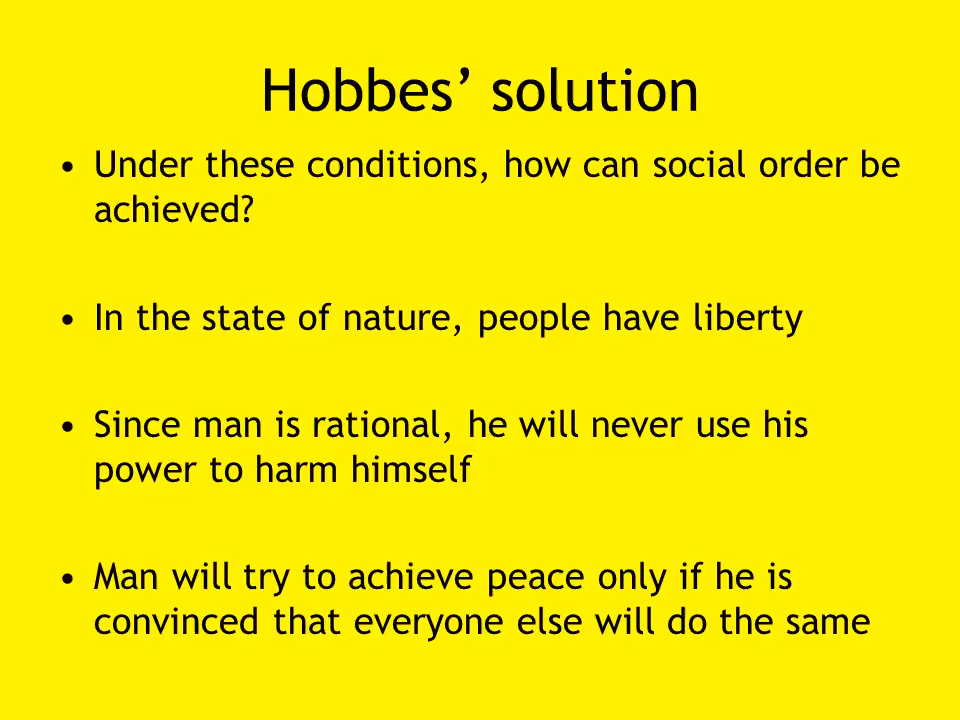 Hobbes’ solution
• Under these conditions, how can social order be
achieved?
• In the state of nature, people have liberty
• Since man is rational, he will never use his
power to harm himself
• Man will try to achieve peace only if he is
convinced that everyone else will do the same